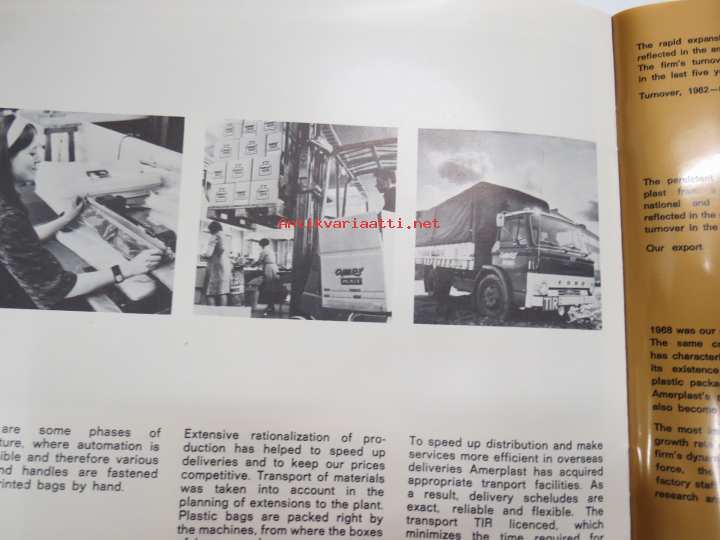 are some phases of
ture, where automation is
ible and therefore various
nd handles are fastened
rinted bags by hand.
Extensive rationalization of pro-
duction has helped to speed up
deliveries and to keep our prices
competitive. Transport of materials
was taken into account in the
planning of extensions to the plant.
Plastic bags are packed right by
the machines, from where the boxes
To speed up distribution and make
services more efficient in overseas
deliveries Amerplast has acquired
appropriate tranport facilities. As
a result, delivery scheludes are
exact, reliable and flexible. The
transport TIR licenced, which
minimizes the time required for
The rapid expans
reflected in the
The firm's turnov
in the last five y
Turnover, 1962—
The persistent
plast from
national and
reflected in the
turnover in the
Our export
1968 was our
The same co
has characteri
its existence
plastic packa
Amerplast's
also become
The most in
growth rate
firm's dynam
force, the
factory staf
research an
Antikvariaatti.net
FORD
TIR